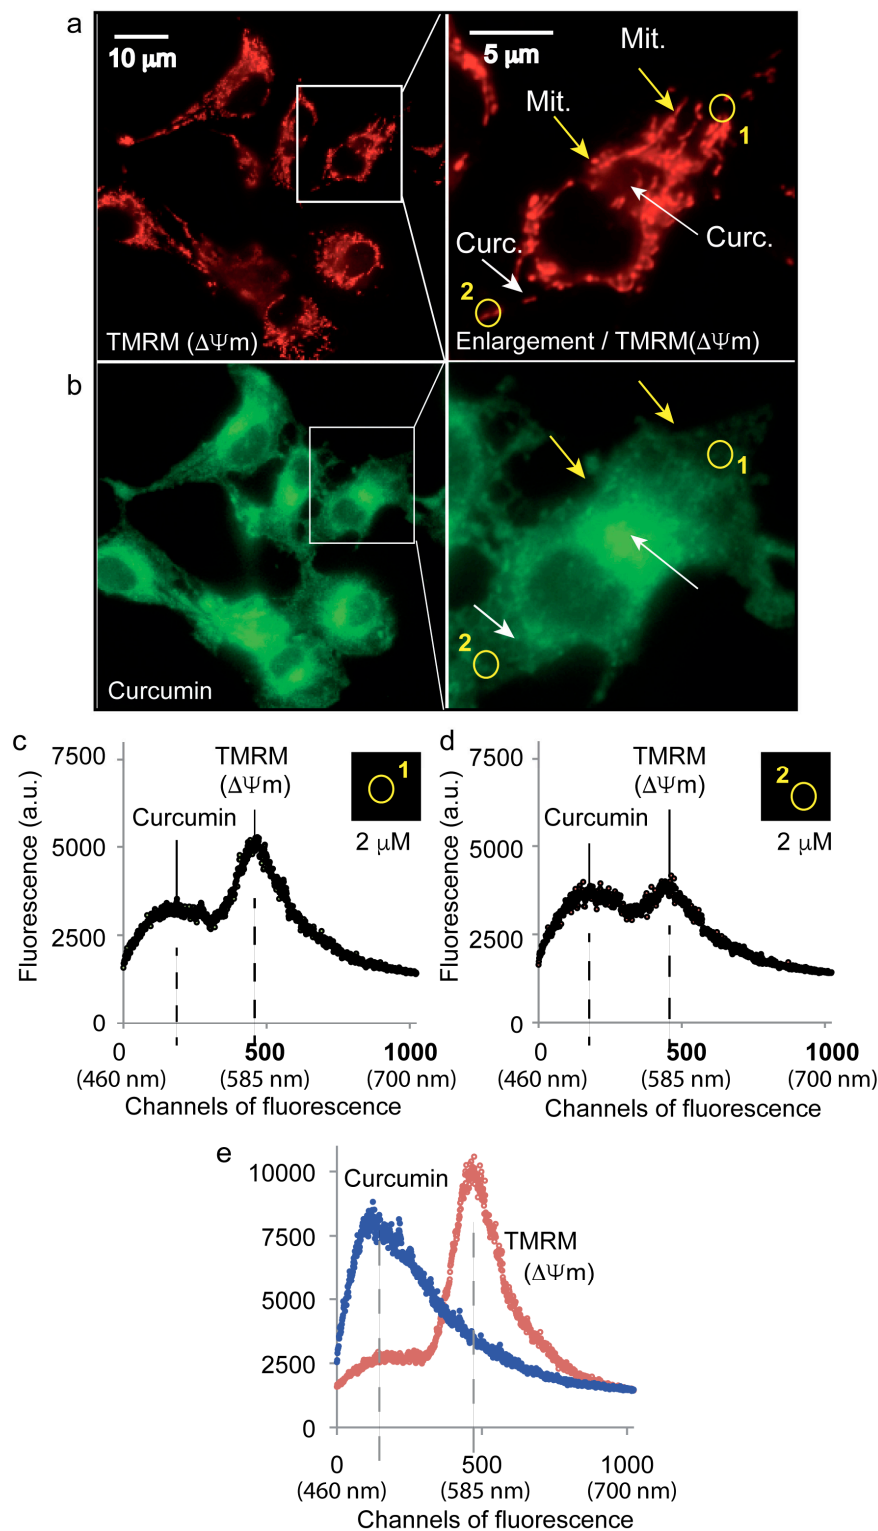 a
10 μm
5 μm
Mit.
Mit.
1
Curc.
Curc.
2
TMRM (ΔΨm)
Enlargement / TMRM(ΔΨm)
b
1
2
Curcumin
c
7500
5000
2500
0
Fluorescence (a.u.)
TMRM
(ΔΨm)
Curcumin
1
2 μM
0
500
1000
(460 nm)
(585 nm)
(700 nm)
Channels of fluorescence
d
7500
5000
2500
0
Fluorescence (a.u.)
TMRM
(ΔΨm)
Curcumin
2
2 μM
0
500
1000
(460 nm)
(585 nm)
(700 nm)
Channels of fluorescence
e
10000
7500
5000
2500
0
Curcumin
TMRM
(ΔΨm)
0
500
1000
(460 nm)
(585 nm)
(700 nm)
Channels of fluorescence